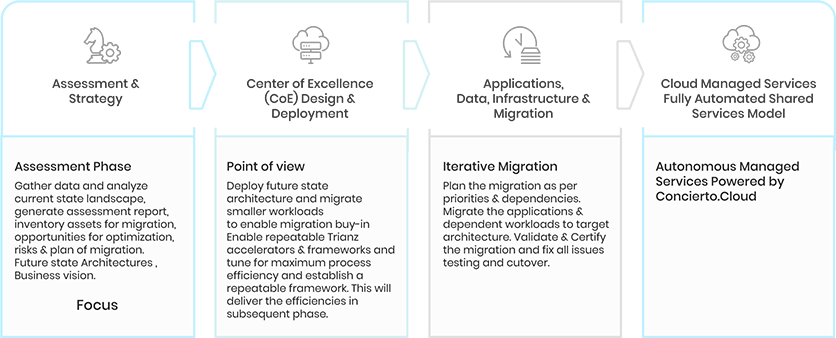 Assessment &
Strategy
Center of Excellence
(CoE) Design &
Deployment
Applications,
Data, Infrastructure &
Migration
Cloud Managed Services
Fully Automated Shared
Services Model
Assessment Phase
Gather data and analyze
current state landscape,
generate assessment report,
inventory assets for migration,
opportunities for optimization,
risks & plan of migration.
Future state Architectures ,
Business vision.
Focus
Point of view
Deploy future state
architecture and migrate
smaller workloads
to enable migration buy-in
Enable repeatable Trianz
accelerators & frameworks and
tune for maximum process
efficiency and establish a
repeatable framework. This will
deliver the efficiencies in
subsequent phase.
Iterative Migration
Plan the migration as per
priorities & dependencies.
Migrate the applications &
dependent workloads to target
architecture. Validate & Certify
the migration and fix all issues
testing and cutover.
Autonomous Managed
Services Powered by
Concierto.Cloud